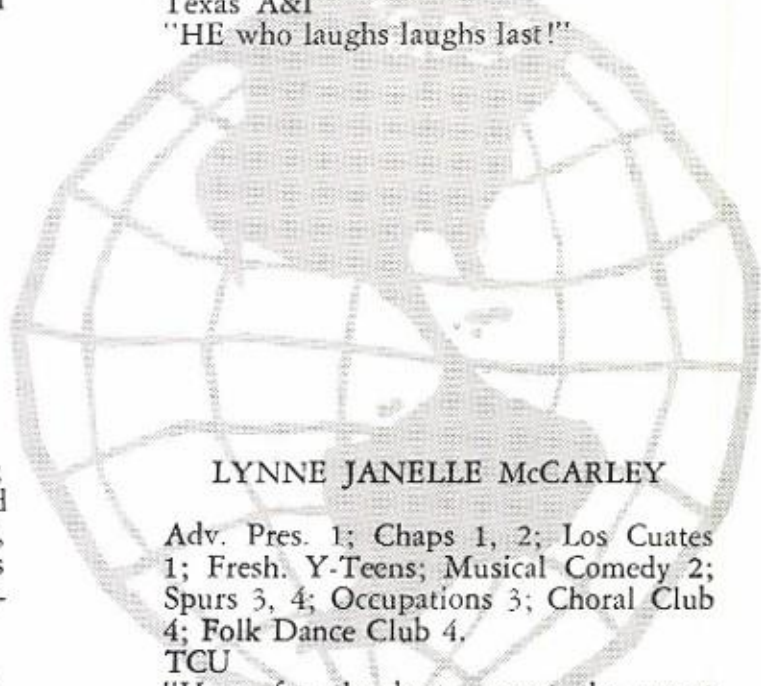 Texas A&I
"HE who laughs laughs last!"
LYNNE JANELLE McCARLEY
Adv. Pres. 1; Chaps 1, 2; Los Cuates
1; Fresh. Y-Teens; Musical Comedy 2;
Spurs 3, 4; Occupations 3; Choral Club
4; Folk Dance Club 4.
TCU